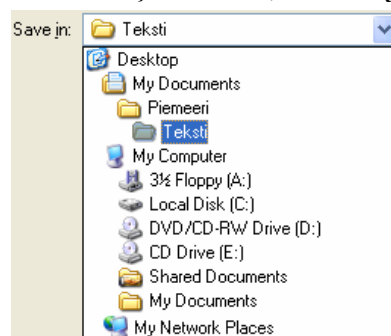 Save in: Teksti
Desktop
My Documents
Piemeeri
Teksti
My Computer
3½ Floppy (A:)
Local Disk (C:)
DVD/CD-RW Drive (D:)
CD Drive (E:)
Shared Documents
My Documents
My Network Places